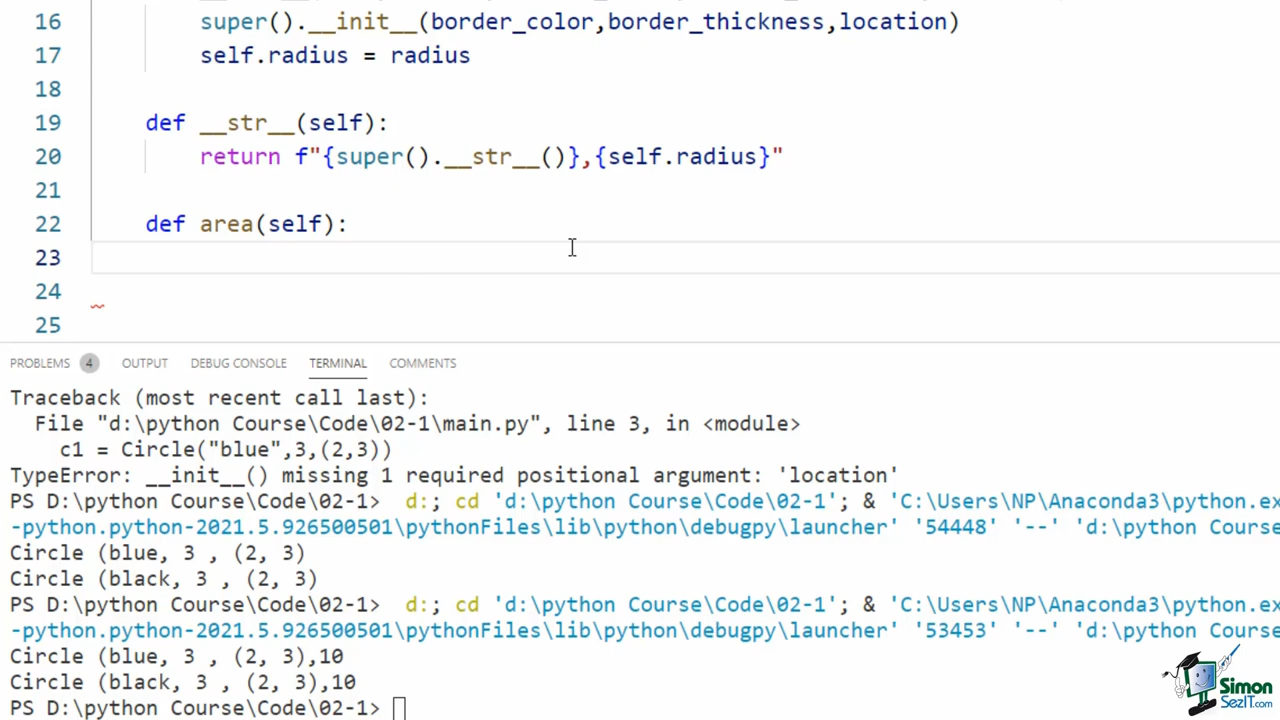 16 super().__init__(border_color,border_thickness,location)
17 self.radius = radius
18
19 def __str__(self):
20 return f"{super().__str__()},{self.radius}"
21
22 def area(self):
23
24
25
PROBLEMS 4 OUTPUT DEBUG CONSOLE TERMINAL COMMENTS
Traceback (most recent call last):
File "d:\python Course\Code\02-1\main.py", line 3, in <module>
c1 = Circle("blue",3,(2,3))
TypeError: __init__() missing 1 required positional argument: 'location'
PS D:\python Course\Code\02-1> d:; cd 'd:\python Course\Code\02-1'; & 'C:\Users\NP\Anaconda3\python.ex
-python.python-2021.5.926500501\pythonFiles\lib\python\debugpy\launcher' '54448' '--' 'd:\python Course
Circle (blue, 3 , (2, 3)
Circle (black, 3 , (2, 3)
PS D:\python Course\Code\02-1> d:; cd 'd:\python Course\Code\02-1'; & 'C:\Users\NP\Anaconda3\python.ex
-python.python-2021.5.926500501\pythonFiles\lib\python\debugpy\launcher' '53453' '--' 'd:\python Course
Circle (blue, 3 , (2, 3),10
Circle (black, 3 , (2, 3),10
PS D:\python Course\Code\02-1>
Simon
SezIT.com